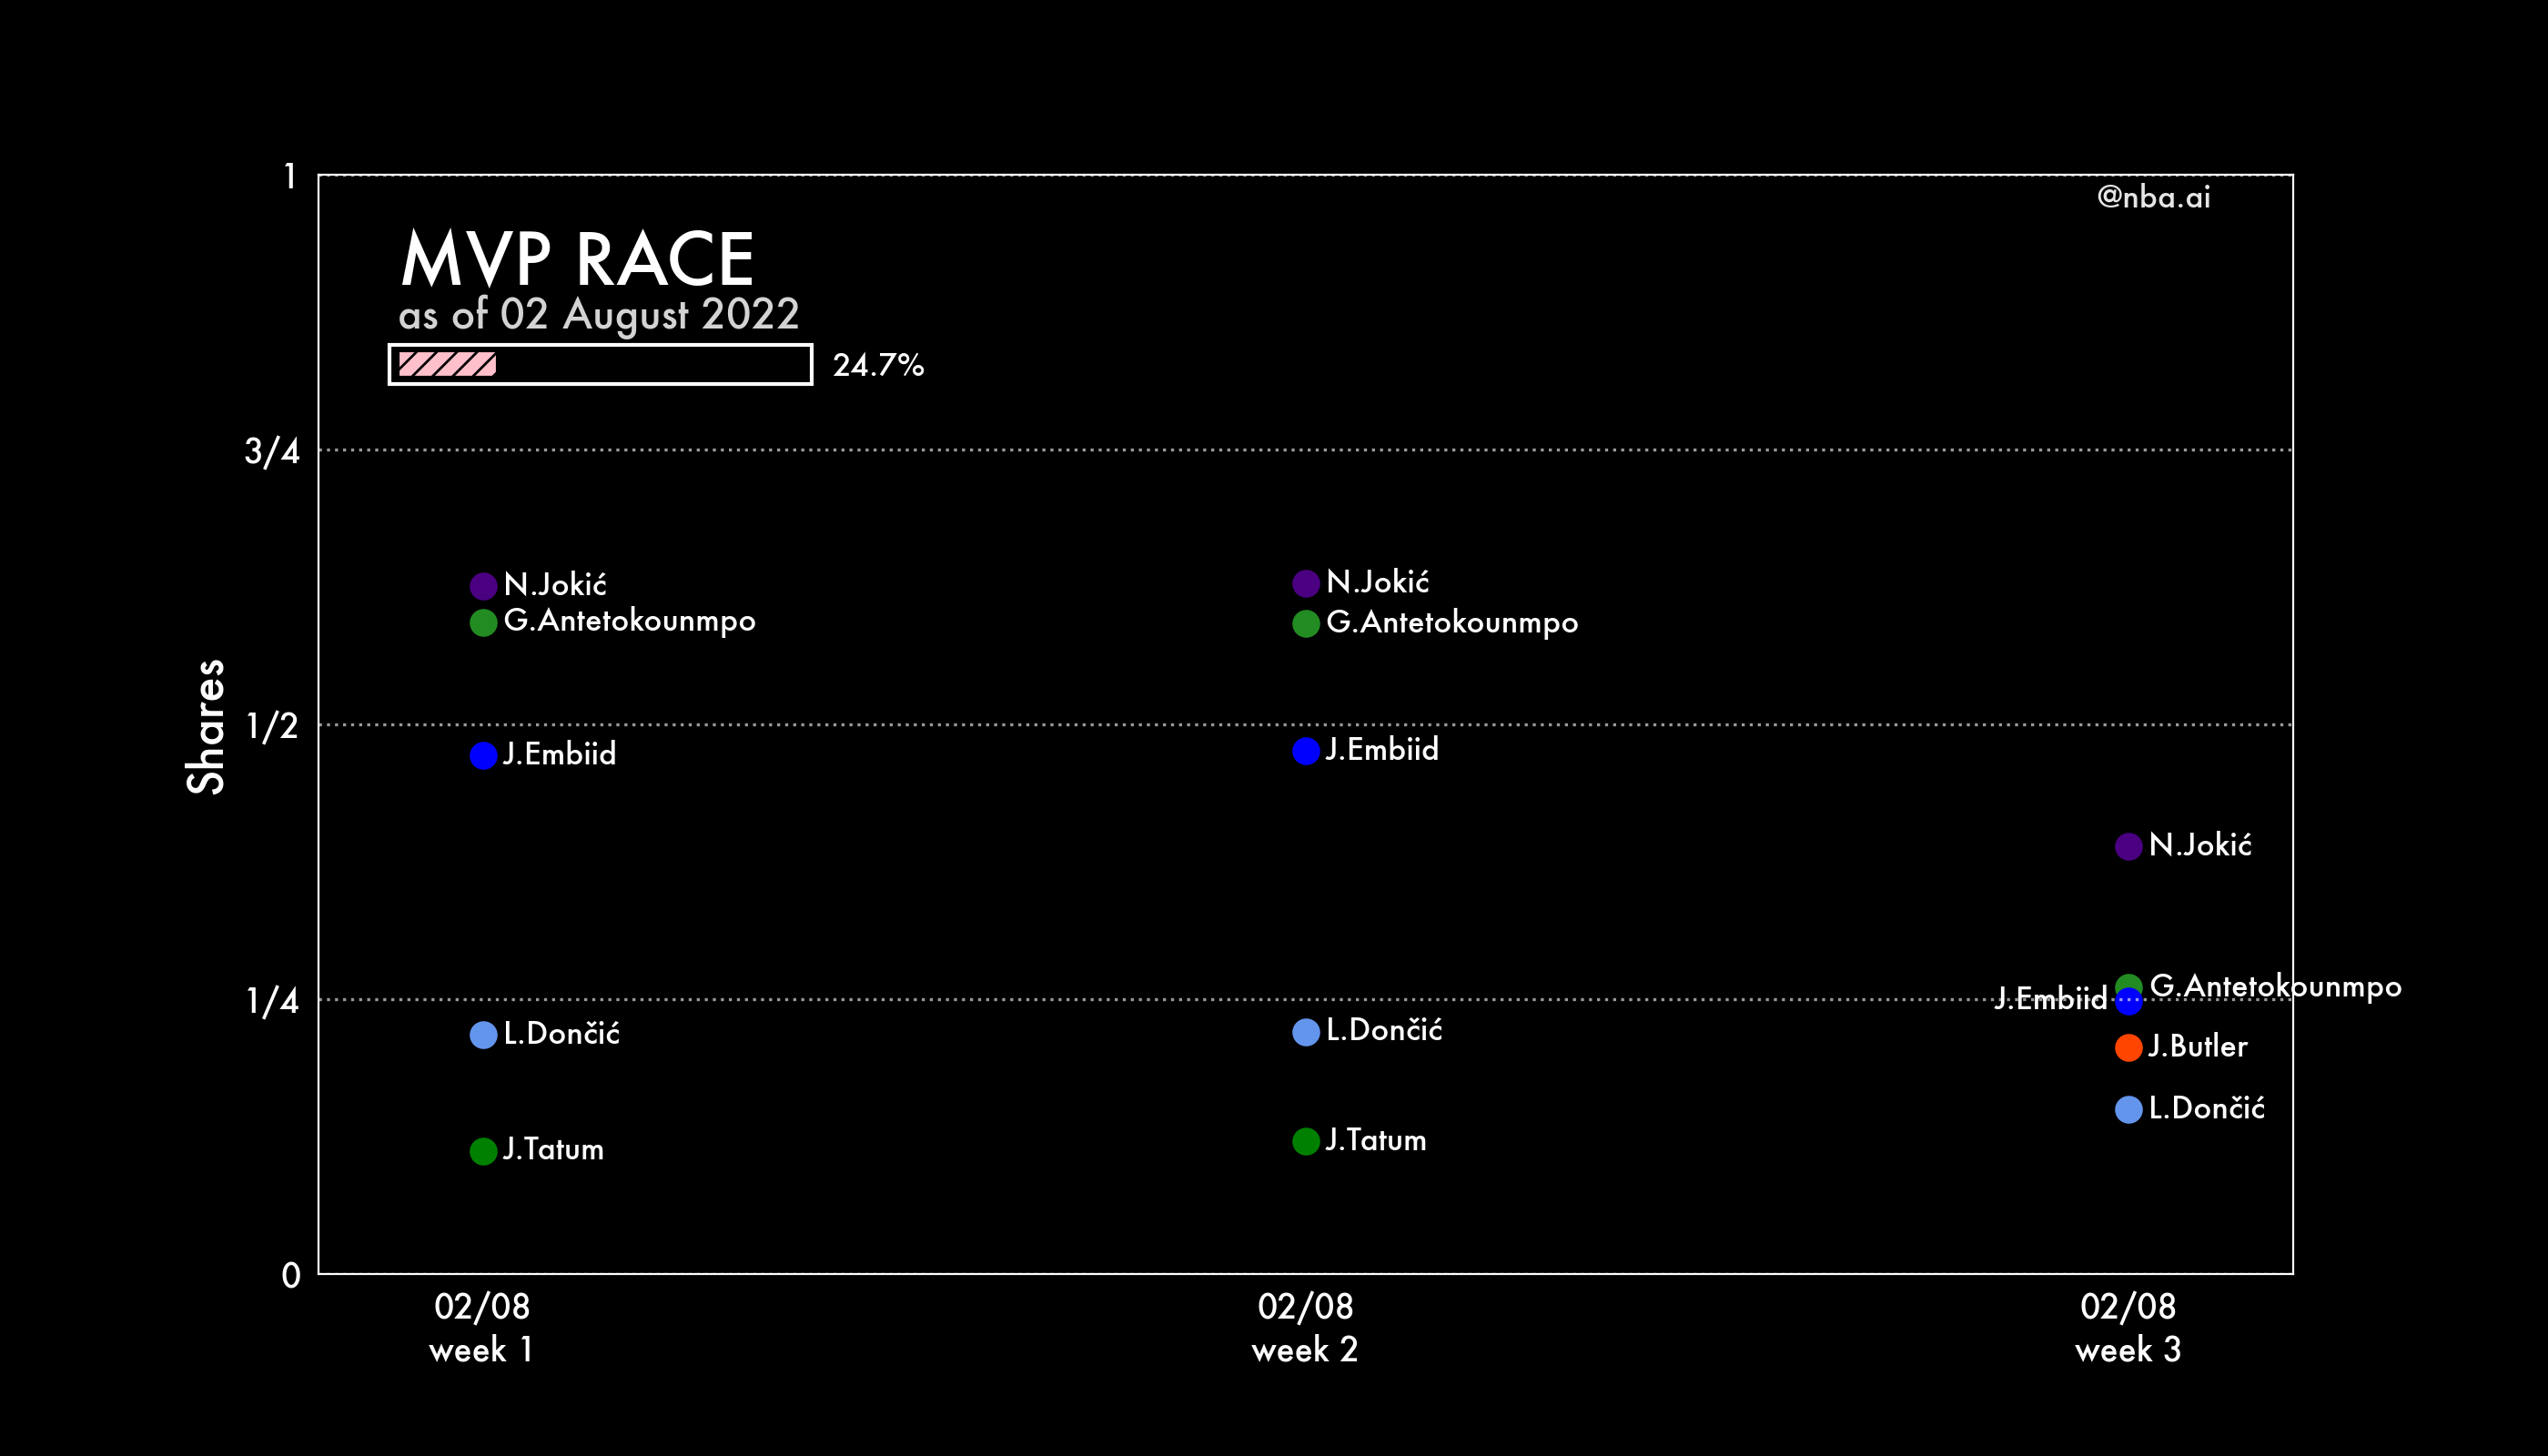 1
@nba.ai
MVP RACE
as of 02 August 2022
24.7%
3/4
N.Jokić
G.Antetokounmpo
N.Jokić
G.Antetokounmpo
Shares
1/2
J.Embiid
J.Embiid
N.Jokić
1/4
J.Embiid
G.Antetokounmpo
L.Dončić
L.Dončić
J.Butler
L.Dončić
J.Tatum
J.Tatum
0
02/08
week 1
02/08
week 2
02/08
week 3